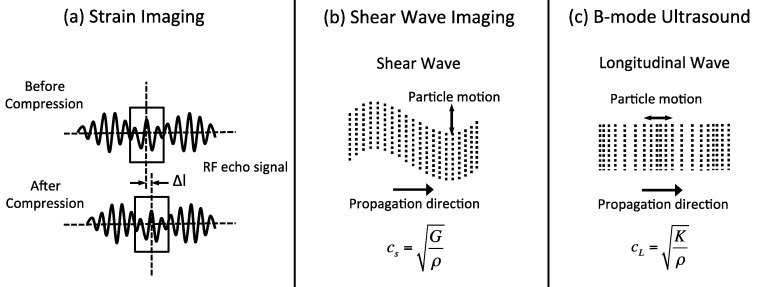 (a) Strain Imaging
Before
Compression
RF echo signal
After
Compression
Δl
(b) Shear Wave Imaging
Shear Wave
Particle motion
Propagation direction
c_s = √(G/ρ)
(c) B-mode Ultrasound
Longitudinal Wave
Particle motion
Propagation direction
c_L = √(K/ρ)